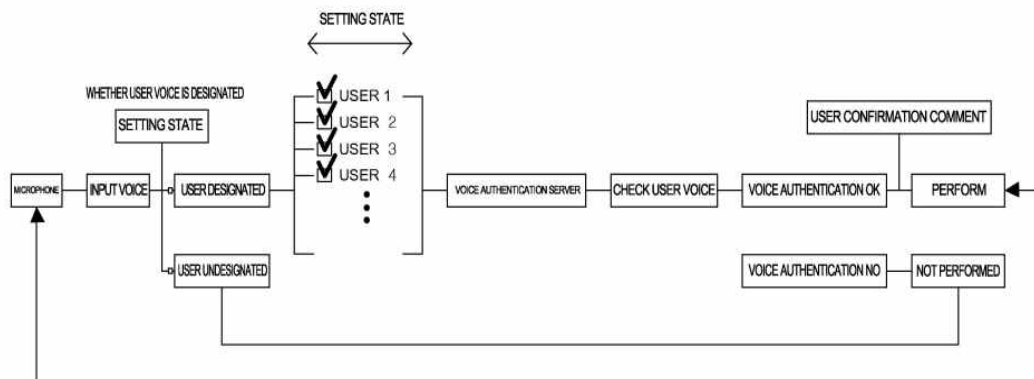 SETTING STATE
WHETHER USER VOICE IS DESIGNATED
SETTING STATE
USER 1
USER 2
USER 3
USER 4
USER CONFIRMATION COMMENT
MICROPHONE
INPUT VOICE
USER DESIGNATED
VOICE AUTHENTICATION SERVER
CHECK USER VOICE
VOICE AUTHENTICATION OK
PERFORM
USER UNDESIGNATED
VOICE AUTHENTICATION NO
NOT PERFORMED